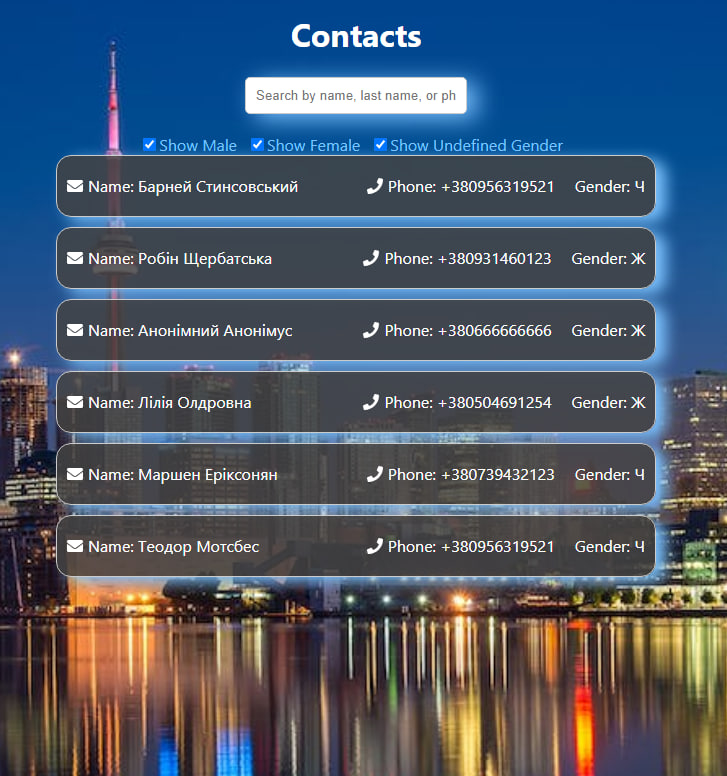 Contacts
Search by name, last name, or ph
Show Male Show Female Show Undefined Gender
Name: Барней Стинсовський Phone: +380956319521 Gender: Ч
Name: Робін Щербатська Phone: +380931460123 Gender: Ж
Name: Анонімний Анонімус Phone: +380666666666 Gender: Ж
Name: Лілія Олдровна Phone: +380504691254 Gender: Ж
Name: Маршен Еріксонян Phone: +380739432123 Gender: Ч
Name: Теодор Мотсбес Phone: +380956319521 Gender: Ч